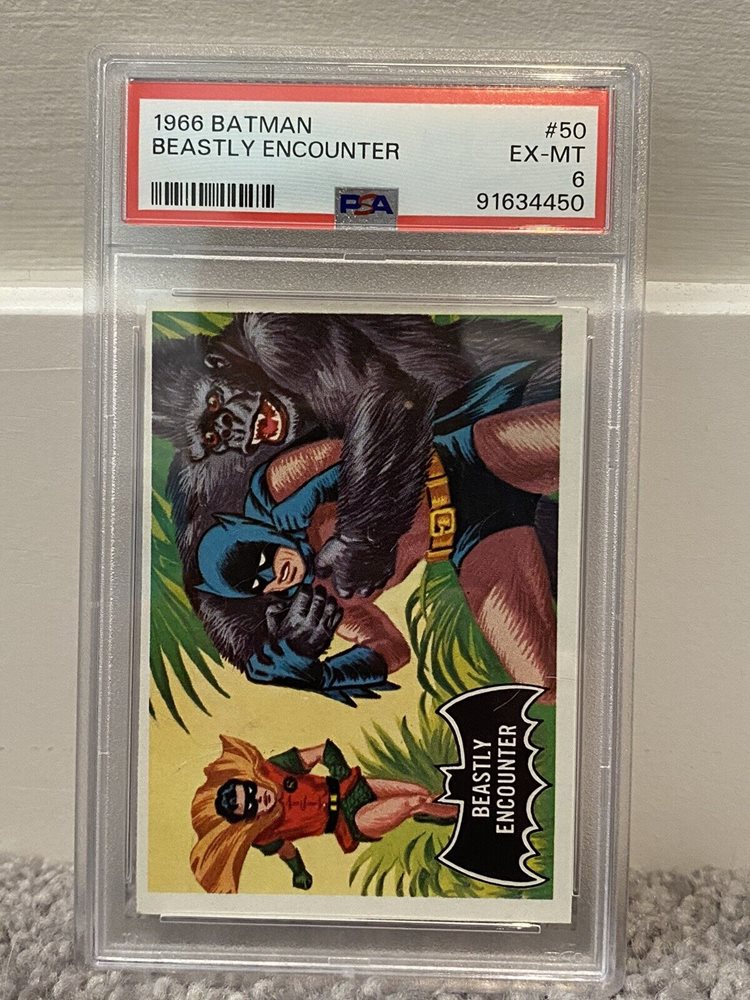 1966 BATMAN #50
BEASTLY ENCOUNTER EX-MT
6
PSA 91634450
BEASTLY
ENCOUNTER